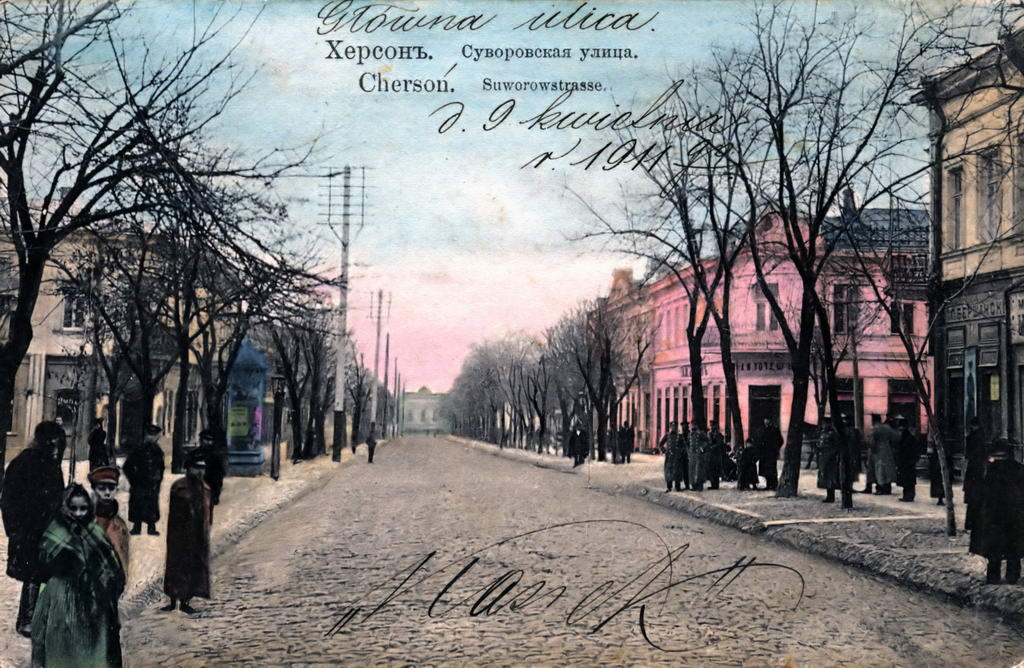 Główna ulica.
Херсонъ. Суворовская улица.
Cherson. Suworowstrasse.
d. 9 kwietnia
r. 1911